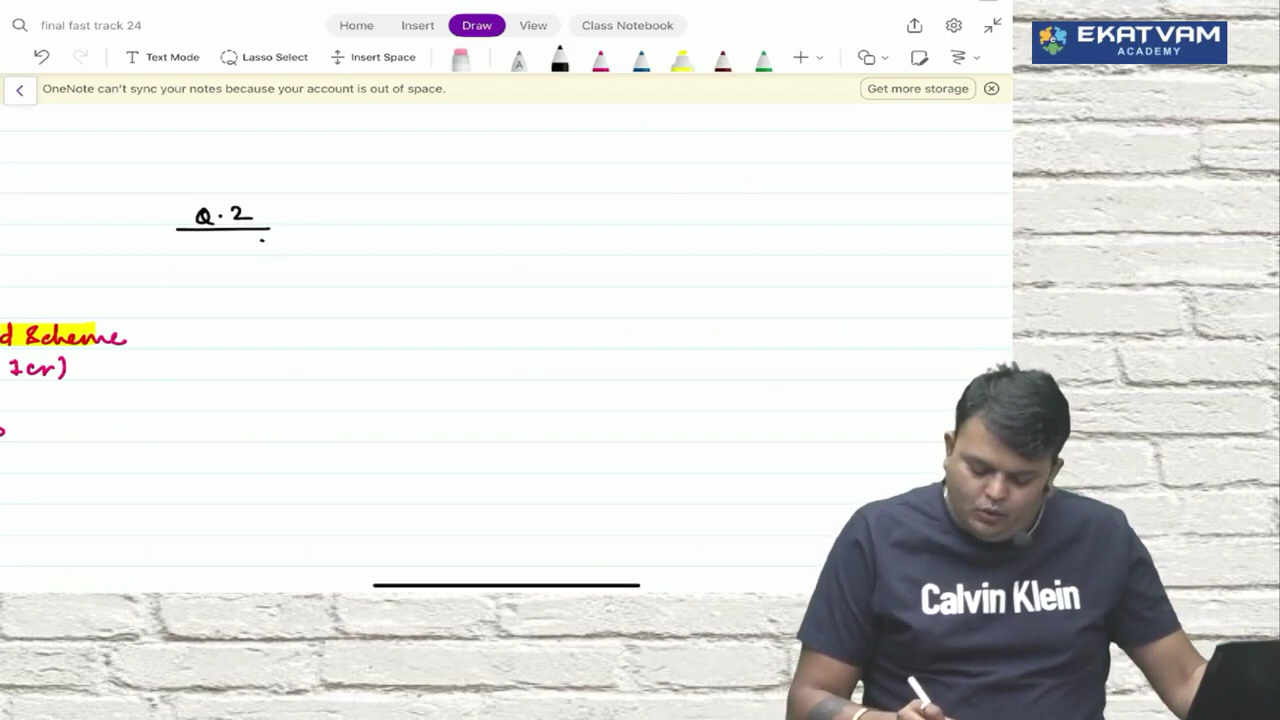 final fast track 24
Home Insert Draw View Class Notebook
Text Mode Lasso Select Insert Space
OneNote can't sync your notes because your account is out of space.
Get more storage
EKATVAM
ACADEMY
Q. 2
d Scheme
1cr)
Calvin Klein